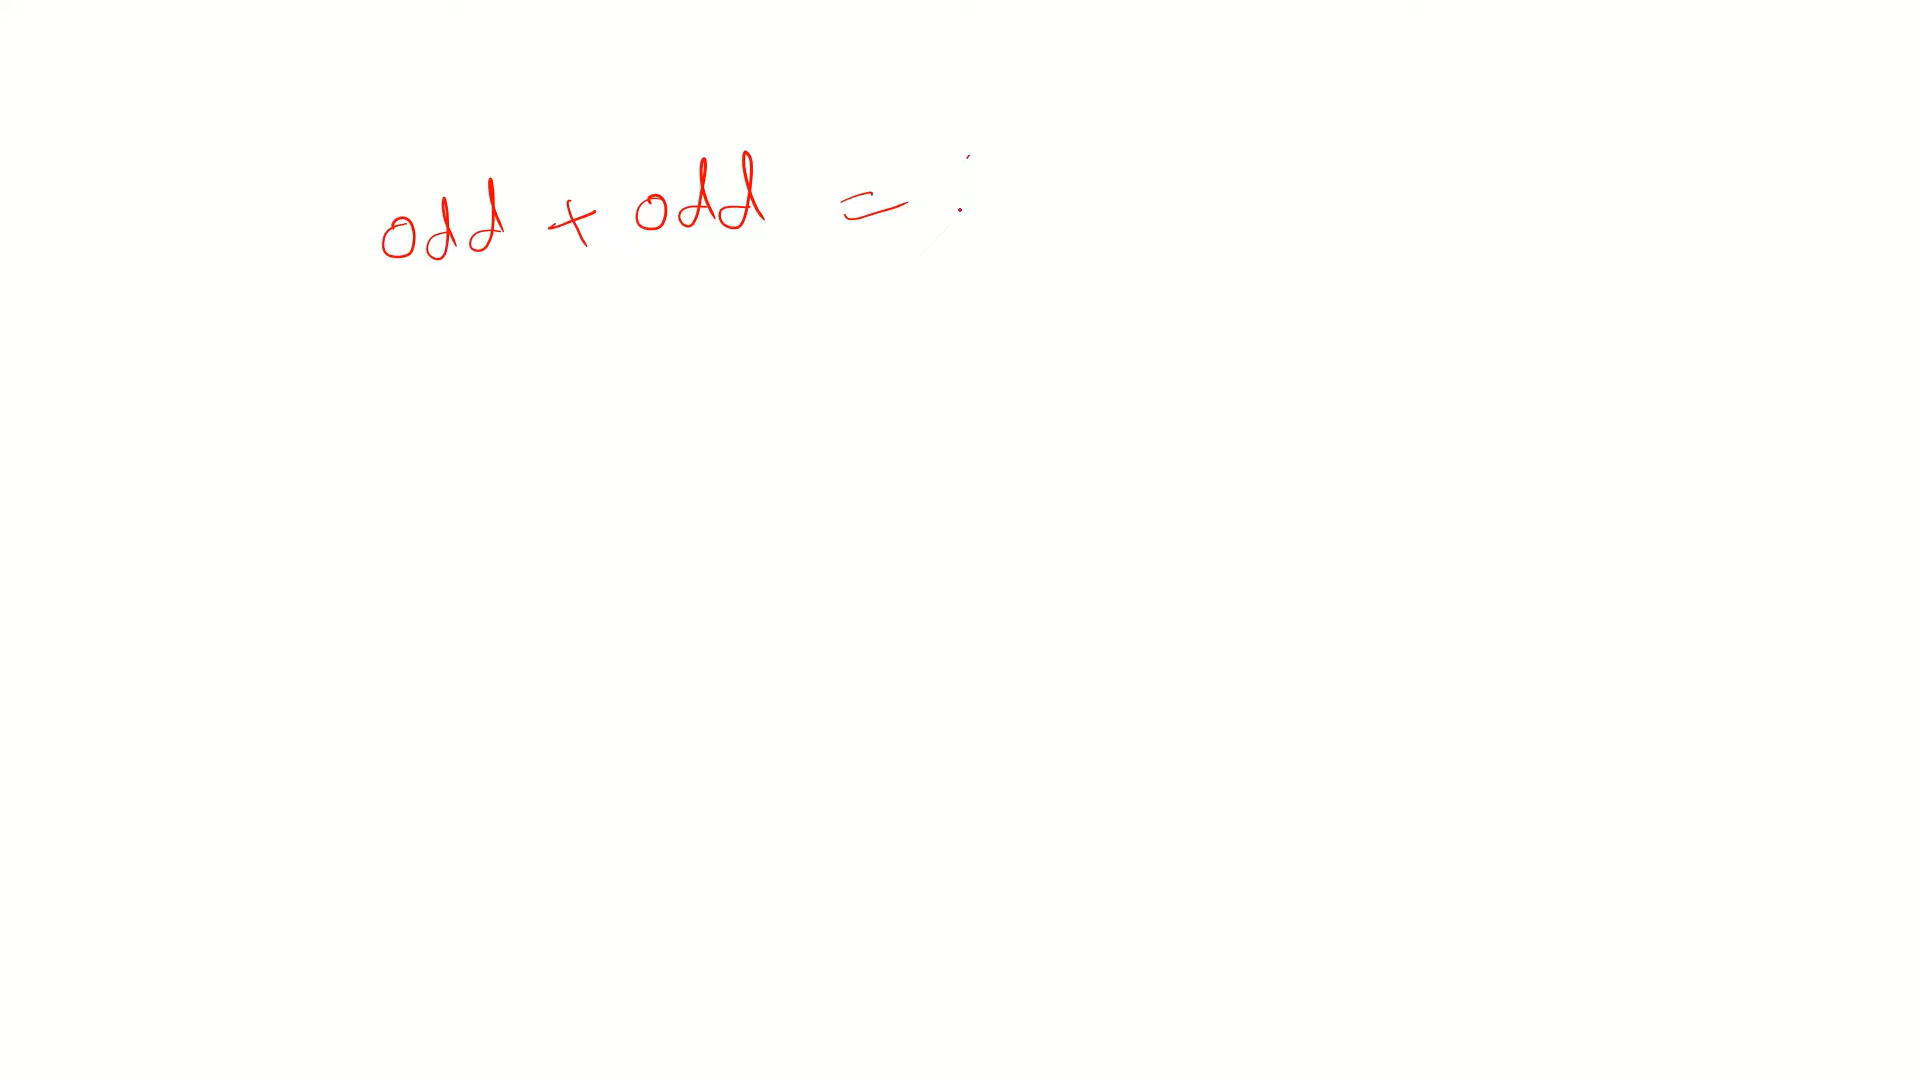 odd + odd =